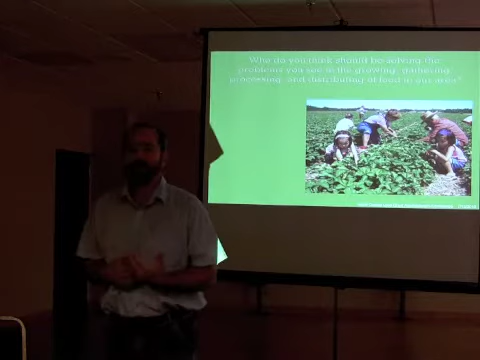 Who do you think should be solving the
problems you see in the growing, gathering,
processing, and distributing of food in our area?